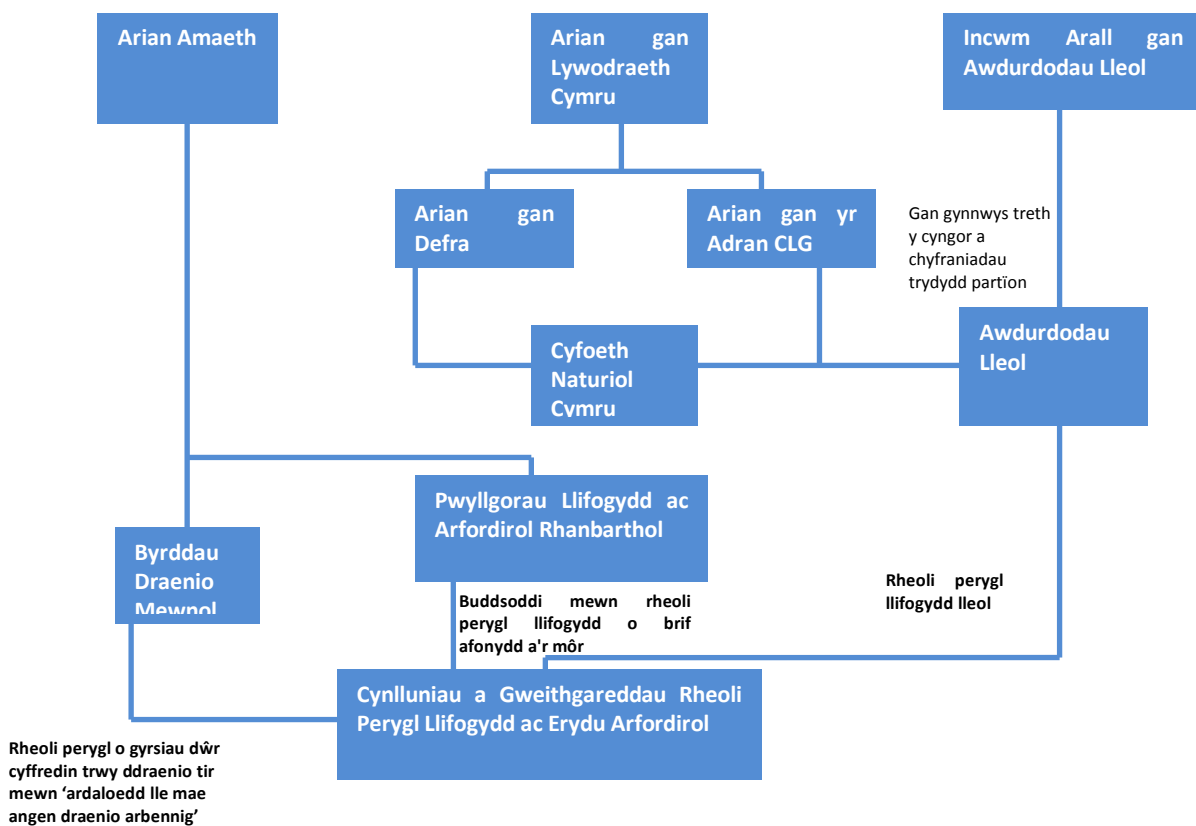 Arian Amaeth
Arian gan
Lywodraeth
Cymru
Incwm Arall gan
Awdurdodau Lleol
Arian gan
Defra
Arian gan yr
Adran CLG
Gan gynnwys treth
y cyngor a
chyfraniadau
trydydd partïon
Cyfoeth
Naturiol
Cymru
Awdurdodau
Lleol
Pwyllgorau Llifogydd ac
Arfordirol Rhanbarthol
Byrddau
Draenio
Mewnol
Buddsoddi mewn rheoli
perygl llifogydd o brif
afonydd a'r môr
Rheoli perygl
llifogydd lleol
Cynlluniau a Gweithgareddau Rheoli
Perygl Llifogydd ac Erydu Arfordirol
Rheoli perygl o gyrsiau dŵr
cyffredin trwy ddraenio tir
mewn ‘ardaloedd lle mae
angen draenio arbennig’